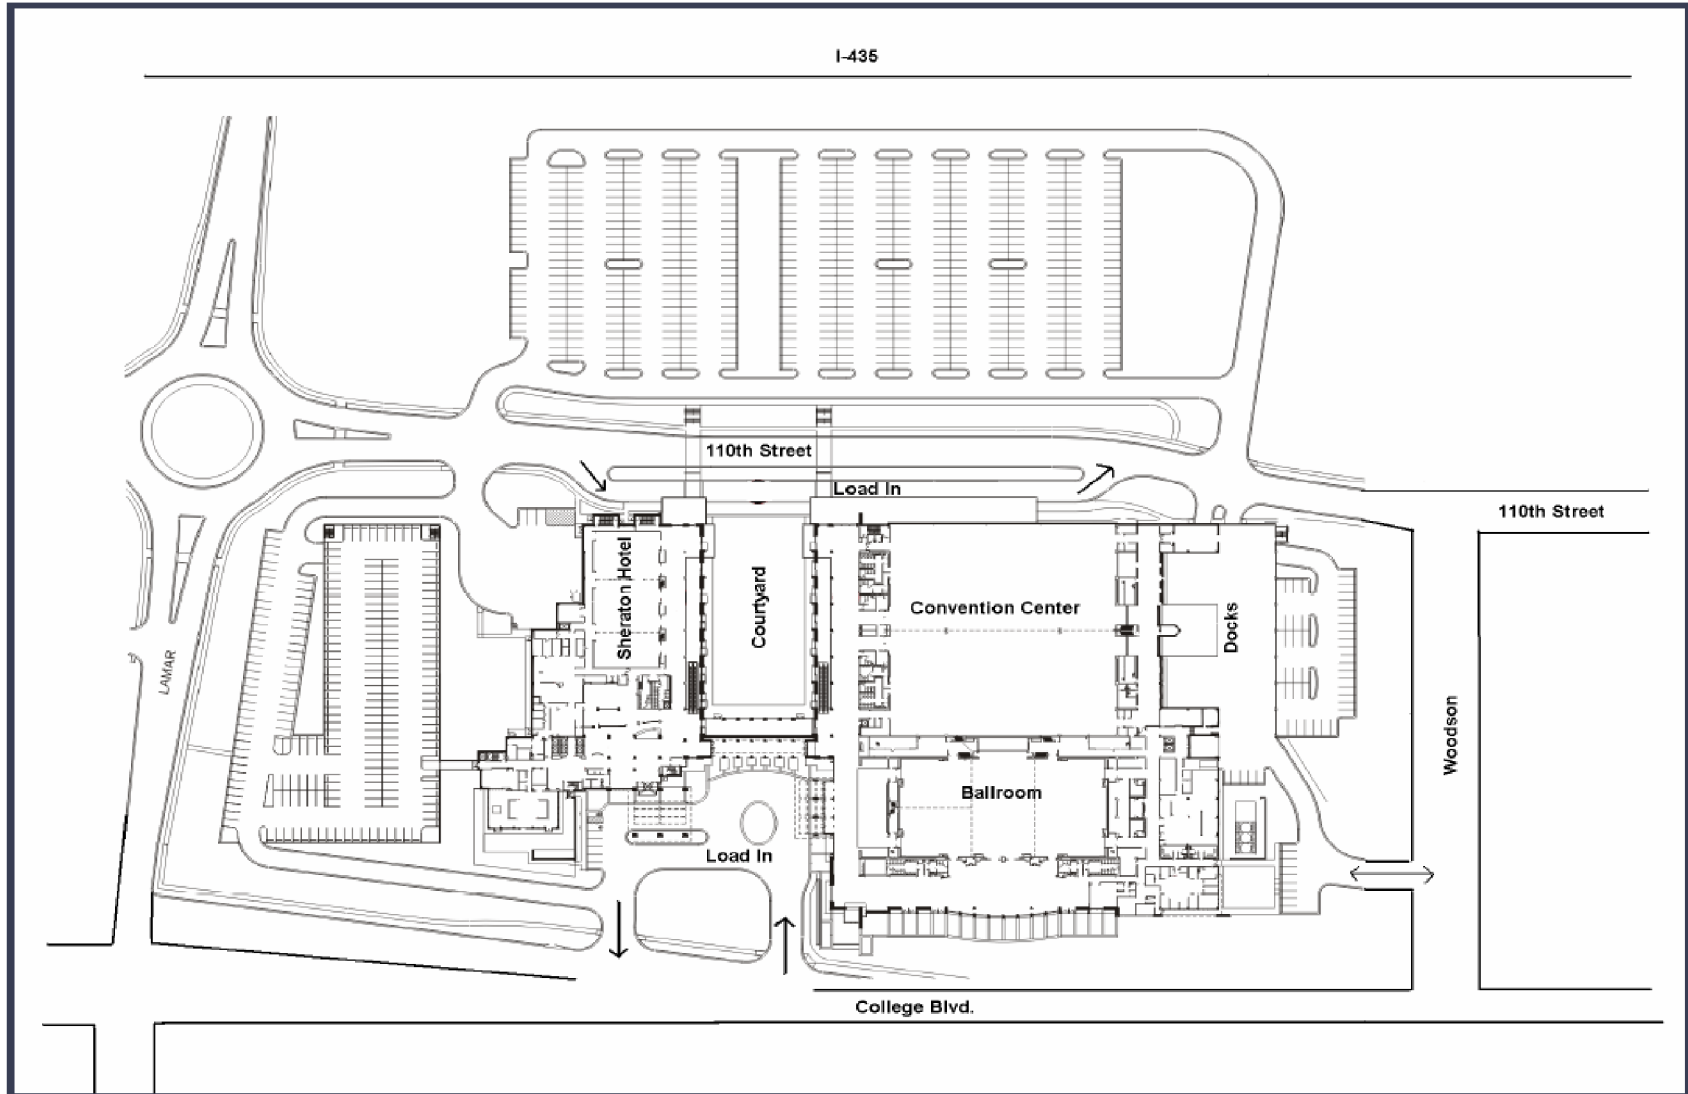 I-435
110th Street
Load In
110th Street
Sheraton Hotel
Courtyard
Convention Center
Docks
LAMAR
Woodson
Ballroom
Load In
College Blvd.